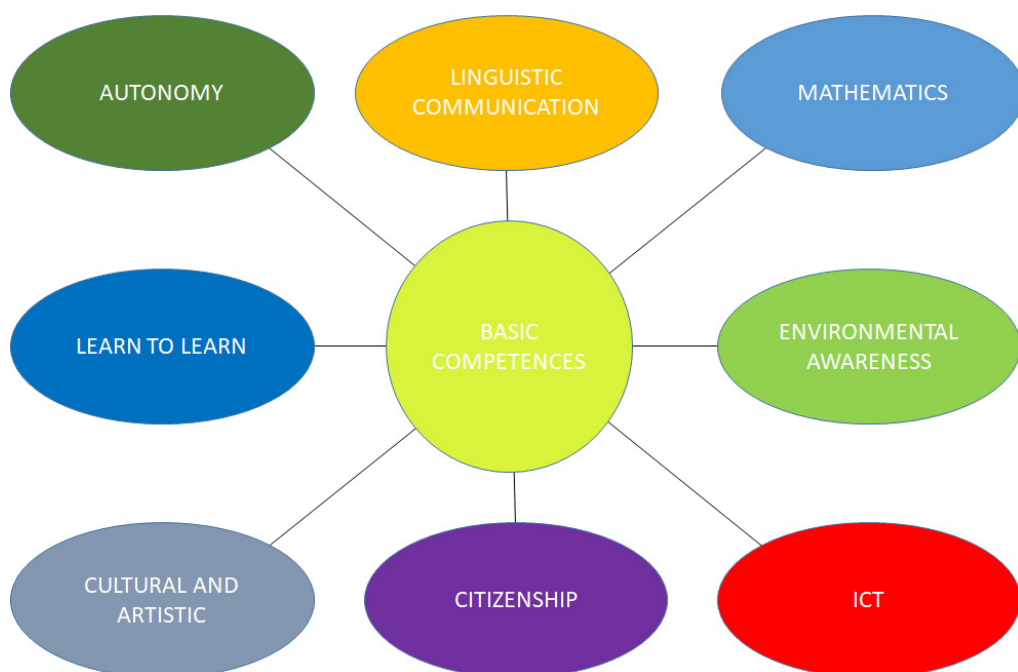 AUTONOMY
LINGUISTIC
COMMUNICATION
MATHEMATICS
LEARN TO LEARN
BASIC
COMPETENCES
ENVIRONMENTAL
AWARENESS
CULTURAL AND
ARTISTIC
CITIZENSHIP
ICT